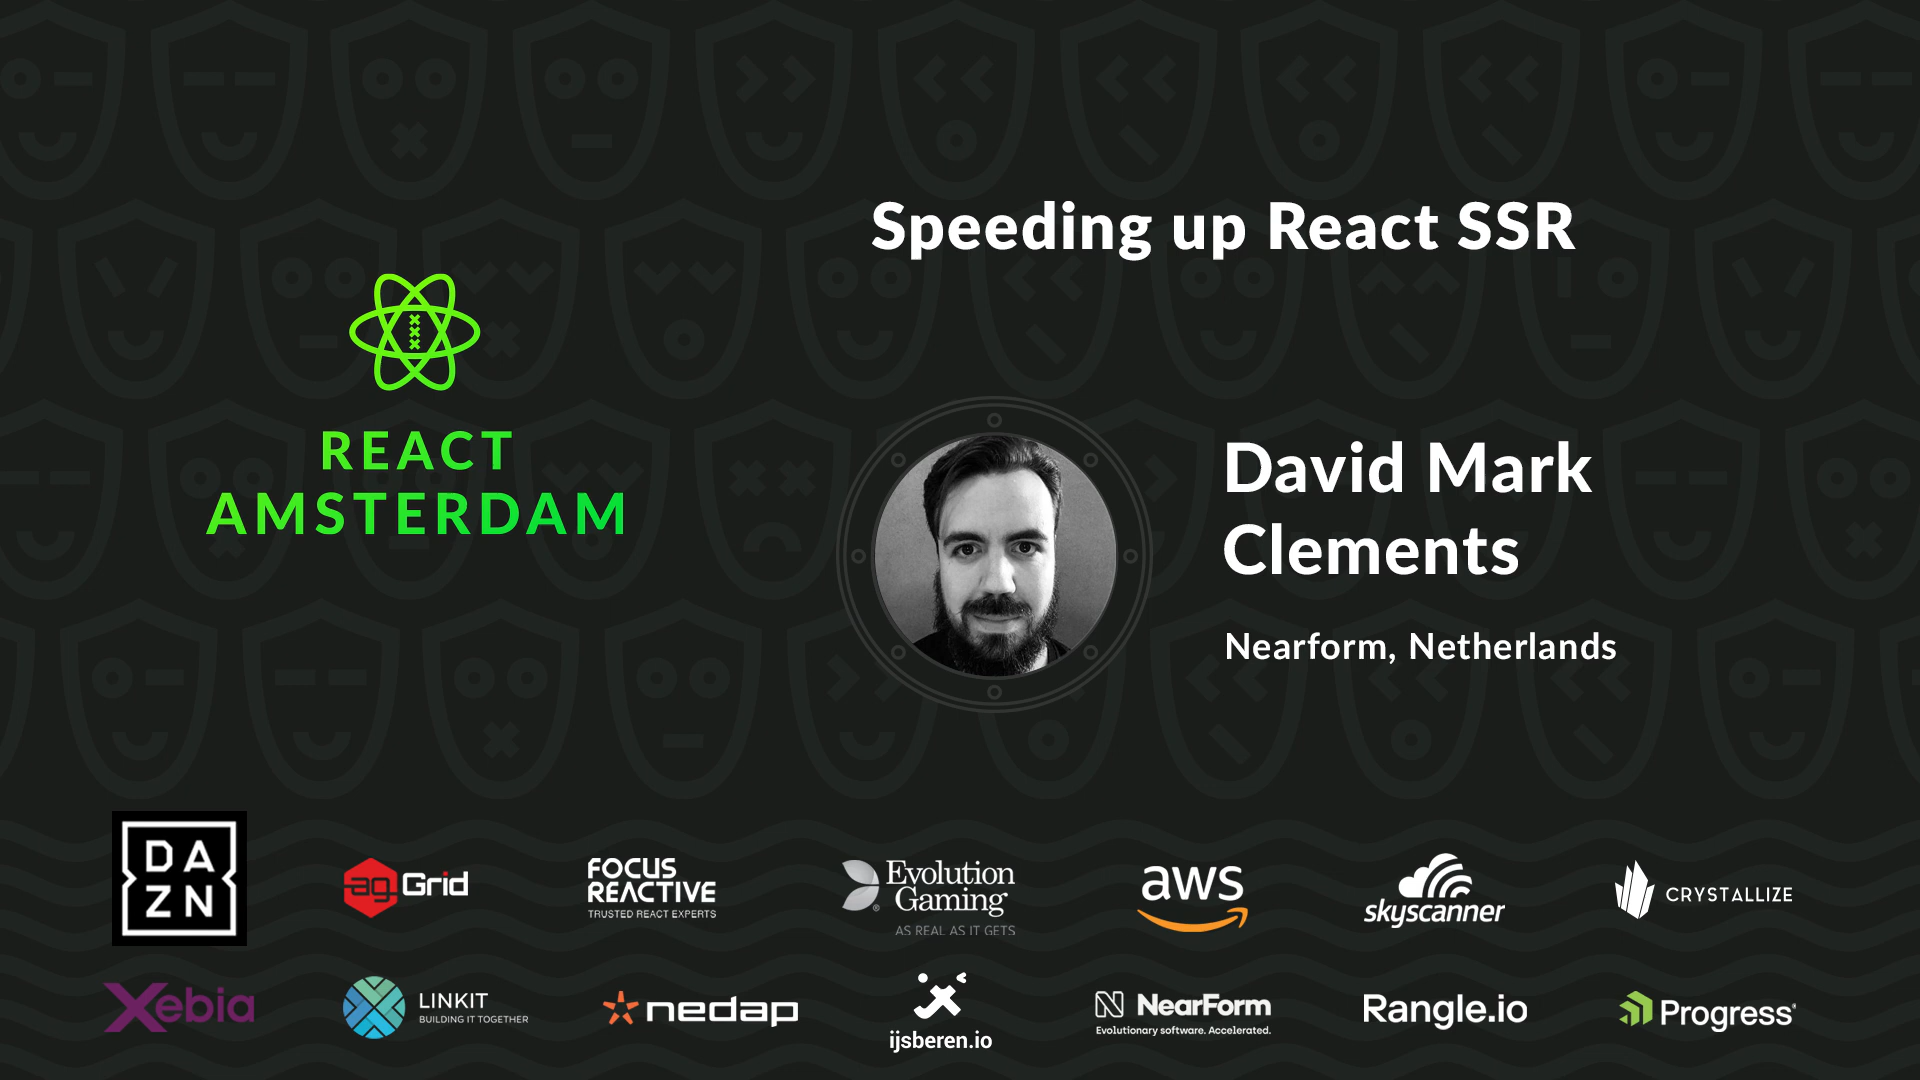 Speeding up React SSR
REACT
AMSTERDAM
David Mark
Clements
Nearform, Netherlands
DA
ZN
ag Grid
FOCUS
REACTIVE
TRUSTED REACT EXPERTS
Evolution
Gaming
AS REAL AS IT GETS
aws
skyscanner
CRYSTALLIZE
Xebia
LINKIT
BUILDING IT TOGETHER
nedap
ijsberen.io
NearForm
Evolutionary software. Accelerated.
Rangle.io
Progress